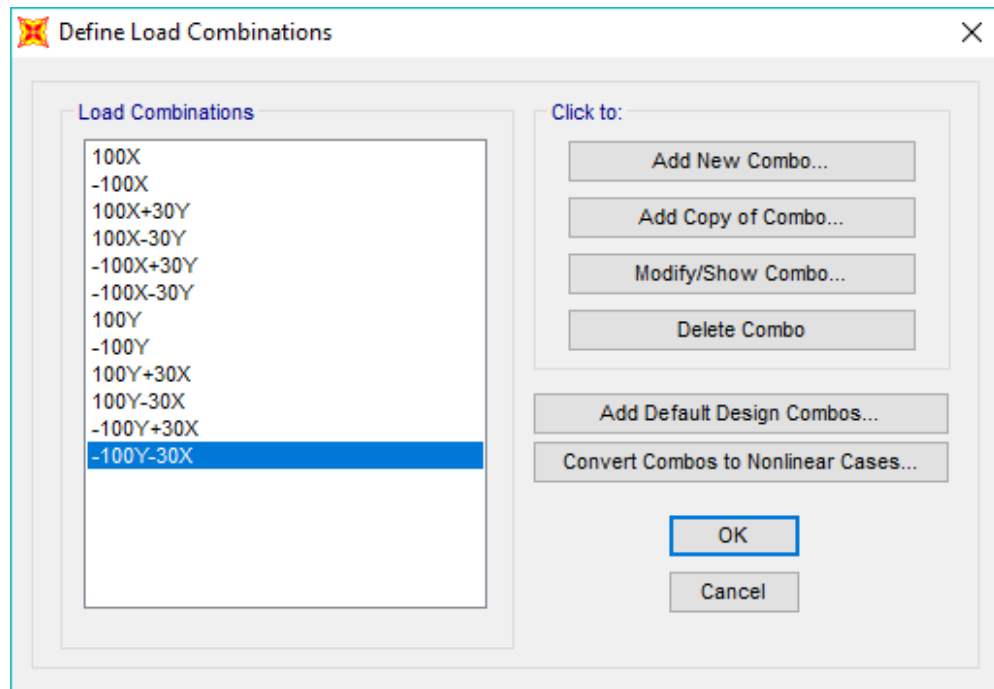 Define Load Combinations
Load Combinations
100X
-100X
100X+30Y
100X-30Y
-100X+30Y
-100X-30Y
100Y
-100Y
100Y+30X
100Y-30X
-100Y+30X
-100Y-30X
Click to:
Add New Combo...
Add Copy of Combo...
Modify/Show Combo...
Delete Combo
Add Default Design Combos...
Convert Combos to Nonlinear Cases...
OK
Cancel